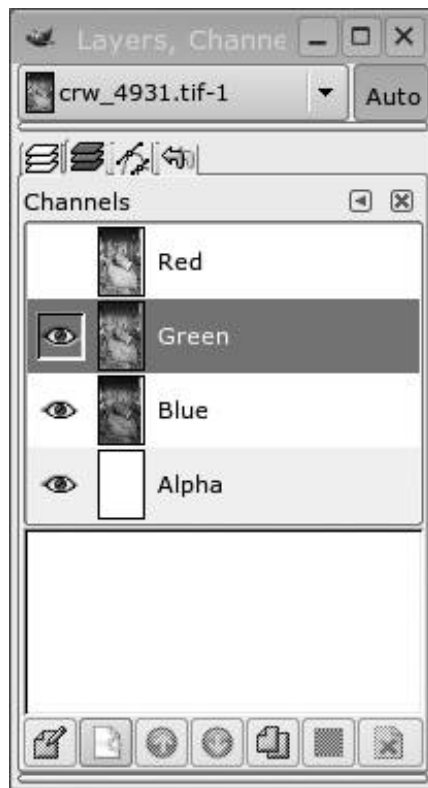 Layers, Channe
crw_4931.tif-1
Auto
Channels
Red
Green
Blue
Alpha